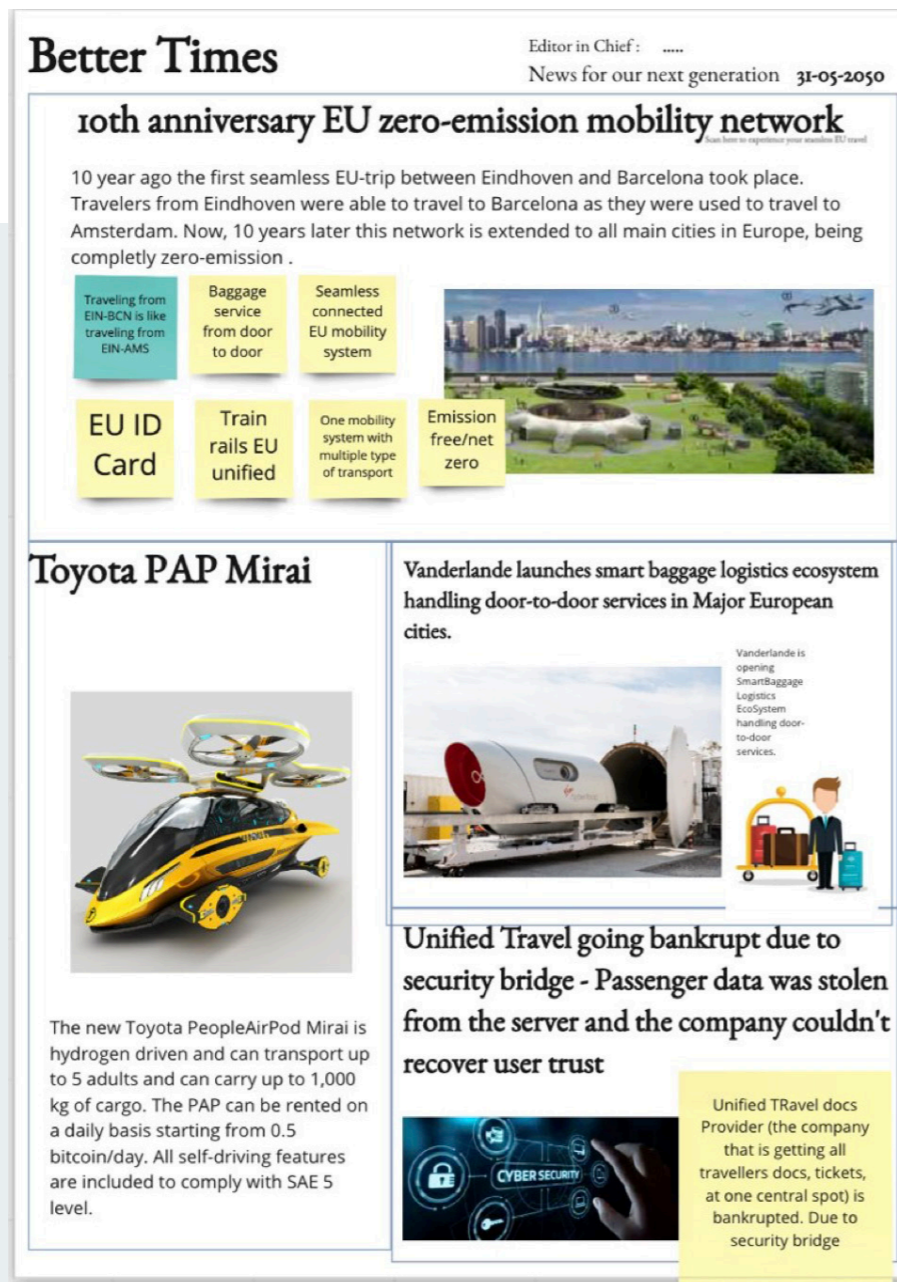 Better Times
Editor in Chief : .....
News for our next generation 31-05-2050
10th anniversary EU zero-emission mobility network
Scan here to experience your seamless EU travel
10 year ago the first seamless EU-trip between Eindhoven and Barcelona took place.
Travelers from Eindhoven were able to travel to Barcelona as they were used to travel to
Amsterdam. Now, 10 years later this network is extended to all main cities in Europe, being
completly zero-emission .
Traveling from
EIN-BCN is like
traveling from
EIN-AMS
Baggage
service
from door
to door
Seamless
connected
EU mobility
system
EU ID
Card
Train
rails EU
unified
One mobility
system with
multiple type
of transport
Emission
free/net
zero
Toyota PAP Mirai
The new Toyota PeopleAirPod Mirai is
hydrogen driven and can transport up
to 5 adults and can carry up to 1,000
kg of cargo. The PAP can be rented on
a daily basis starting from 0.5
bitcoin/day. All self-driving features
are included to comply with SAE 5
level.
Vanderlande launches smart baggage logistics ecosystem
handling door-to-door services in Major European
cities.
Vanderlande is
opening
SmartBaggage
Logistics
EcoSystem
handling door-
to-door
services.
Unified Travel going bankrupt due to
security bridge - Passenger data was stolen
from the server and the company couldn't
recover user trust
CYBER SECURITY
Unified TRavel docs
Provider (the company
that is getting all
travellers docs, tickets,
at one central spot) is
bankrupted. Due to
security bridge